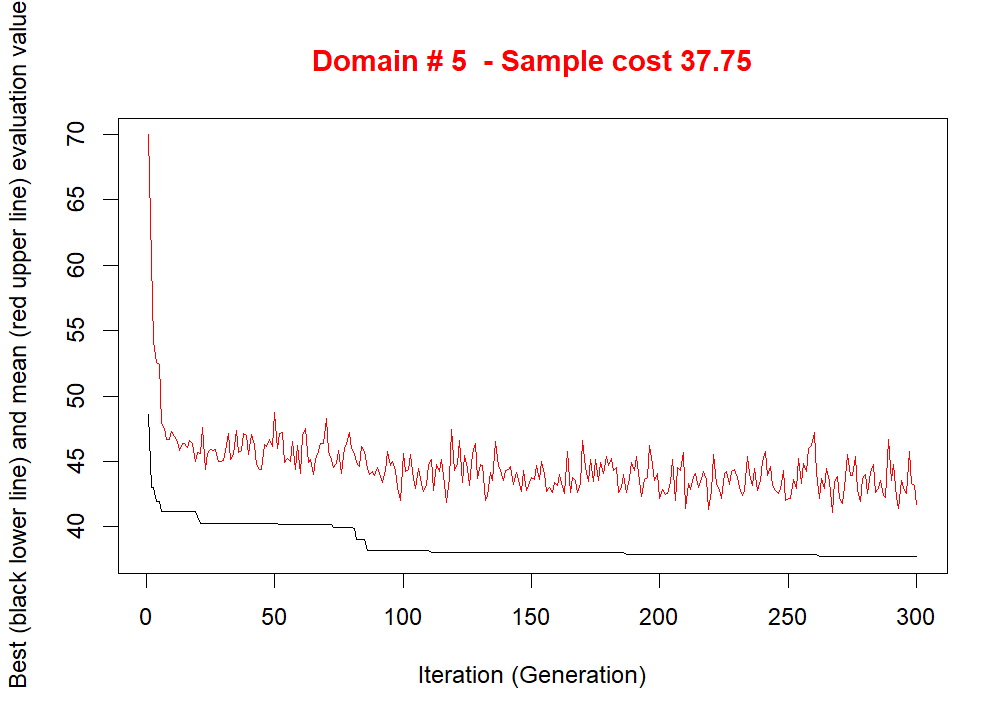 Domain # 5  - Sample cost 37.75
Best (black lower line) and mean (red upper line) evaluation value
70
65
60
55
50
45
40
0 50 100 150 200 250 300
Iteration (Generation)